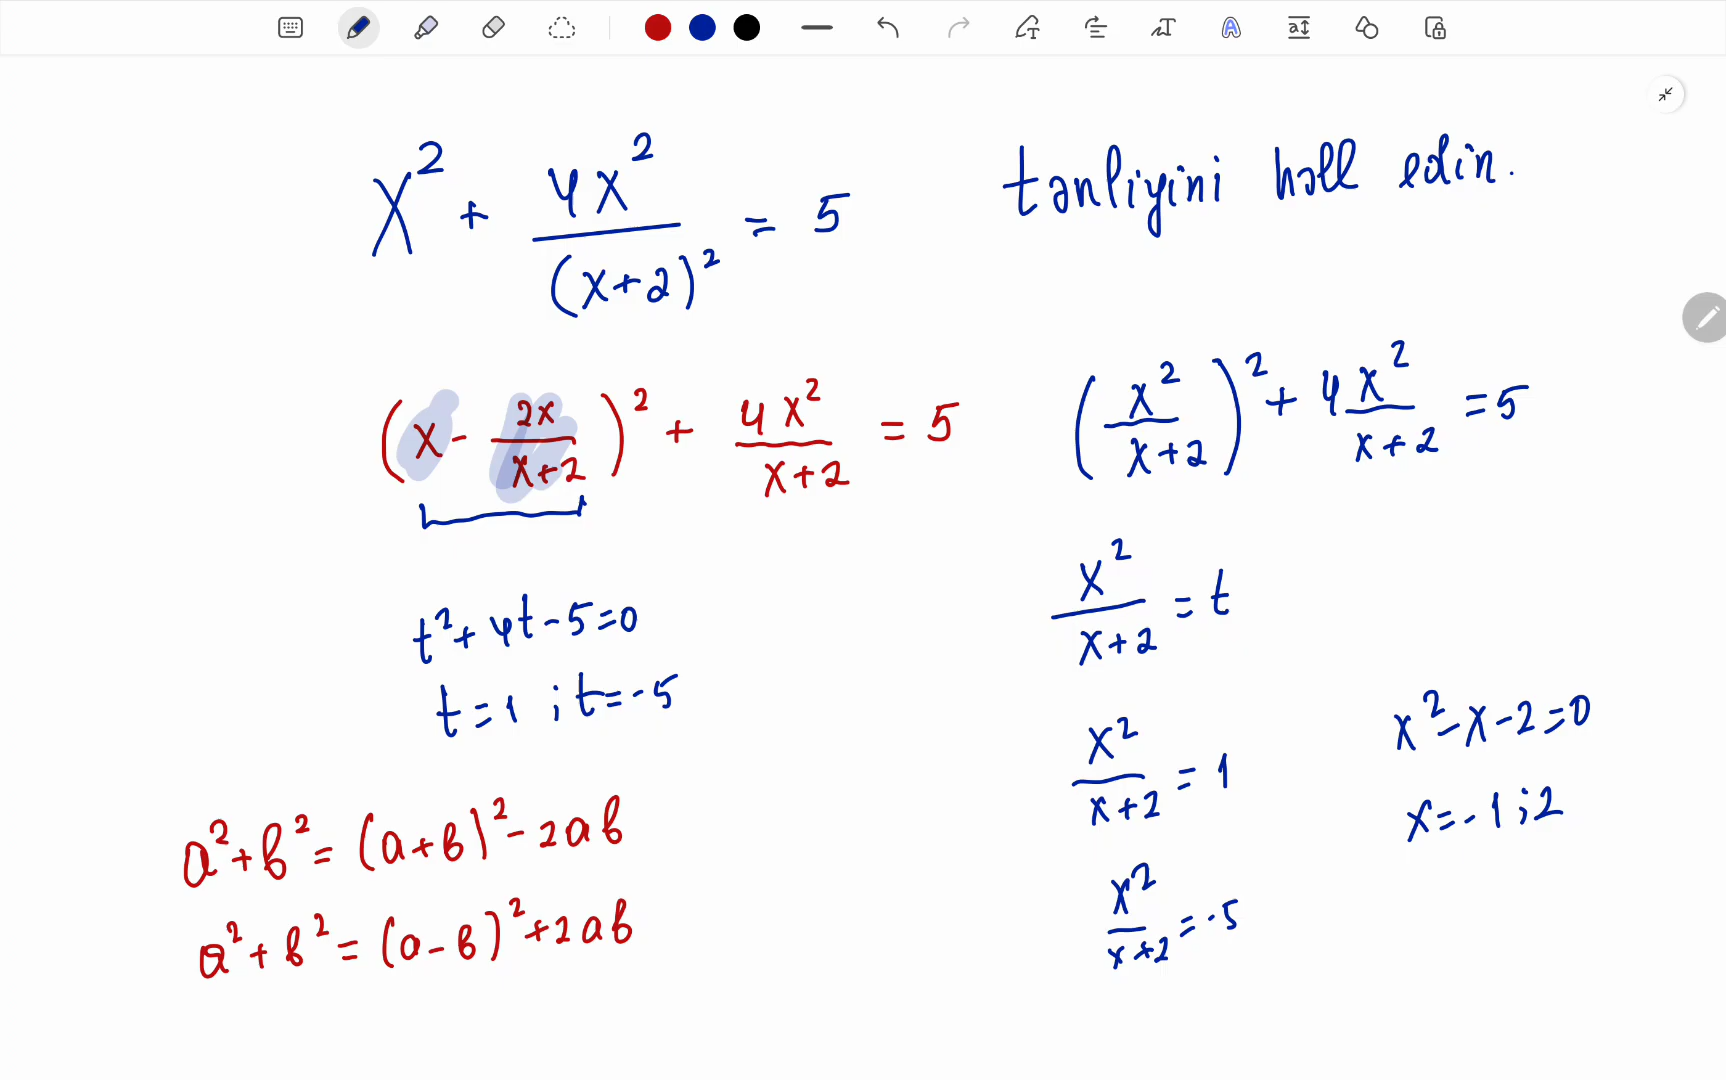 x² + 4x²/(x+2)² = 5 tənliyini həll edin.
(x - 2x/(x+2))² + 4x²/(x+2) = 5
(x²/(x+2))² + 4x²/(x+2) = 5
x²/(x+2) = t
t² + 4t - 5 = 0
t = 1 ; t = -5
x²/(x+2) = 1
x² - x - 2 = 0
x = -1 ; 2
x²/(x+2) = -5
a² + b² = (a+b)² - 2ab
a² + b² = (a-b)² + 2ab